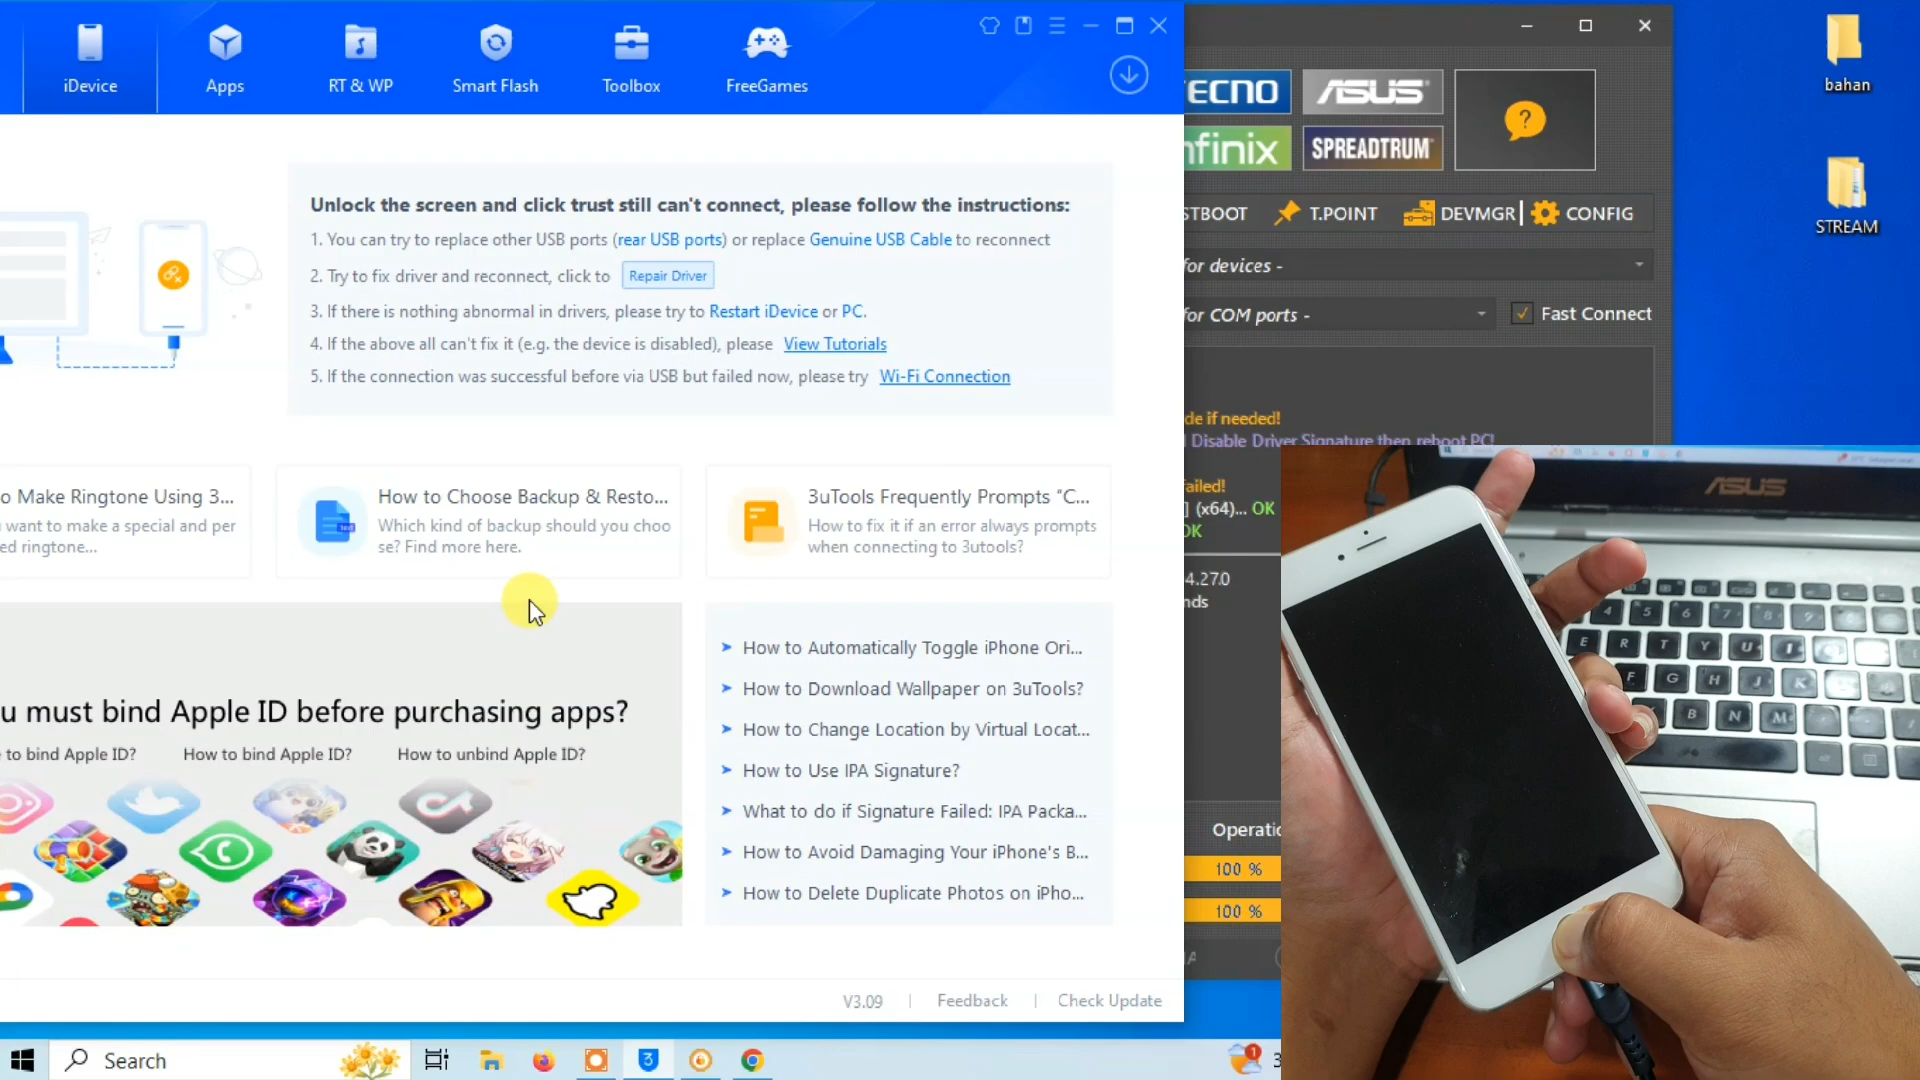 iDevice
Apps
RT & WP
Smart Flash
Toolbox
FreeGames
Unlock the screen and click trust still can't connect, please follow the instructions:
1. You can try to replace other USB ports (rear USB ports) or replace Genuine USB Cable to reconnect
2. Try to fix driver and reconnect, click to Repair Driver
3. If there is nothing abnormal in drivers, please try to Restart iDevice or PC.
4. If the above all can't fix it (e.g. the device is disabled), please View Tutorials
5. If the connection was successful before via USB but failed now, please try Wi-Fi Connection
o Make Ringtone Using 3...
want to make a special and per
ed ringtone...
How to Choose Backup & Resto...
Which kind of backup should you choo
se? Find more here.
3uTools Frequently Prompts "C...
How to fix it if an error always prompts
when connecting to 3utools?
u must bind Apple ID before purchasing apps?
to bind Apple ID?
How to bind Apple ID?
How to unbind Apple ID?
How to Automatically Toggle iPhone Ori...
How to Download Wallpaper on 3uTools?
How to Change Location by Virtual Locat...
How to Use IPA Signature?
What to do if Signature Failed: IPA Packa...
How to Avoid Damaging Your iPhone's B...
How to Delete Duplicate Photos on iPho...
V3.09 | Feedback | Check Update
ECNO
ASUS
nfinix
SPREADTRUM
?
STBOOT
T.POINT
DEVMGR
CONFIG
for devices -
for COM ports -
Fast Connect
de if needed!
Disable Driver Signature then reboot PC!
ailed!
] (x64)... OK
OK
4.27.0
nds
Operatio
100 %
100 %
bahan
STREAM
ASUS
Search
3
1